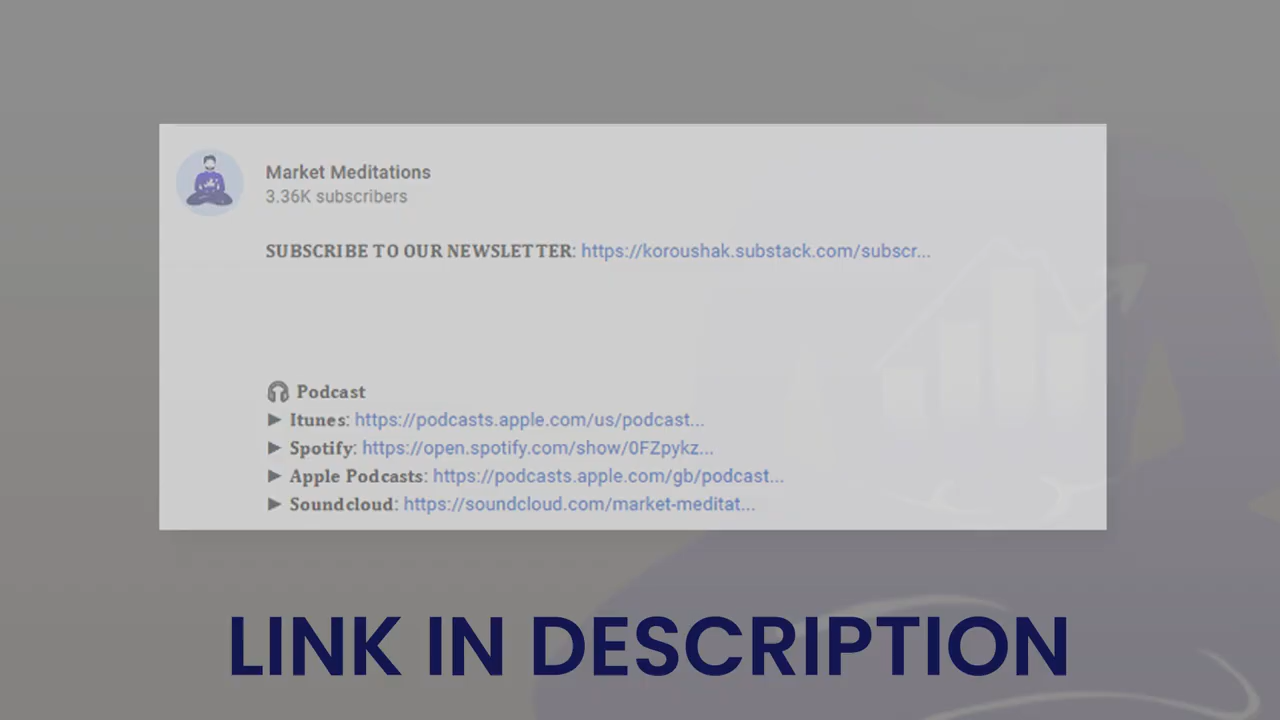 Market Meditations
3.36K subscribers
SUBSCRIBE TO OUR NEWSLETTER: https://koroushak.substack.com/subscr...
Podcast
► Itunes: https://podcasts.apple.com/us/podcast...
► Spotify: https://open.spotify.com/show/0FZpykz...
► Apple Podcasts: https://podcasts.apple.com/gb/podcast...
► Soundcloud: https://soundcloud.com/market-meditat...
LINK IN DESCRIPTION